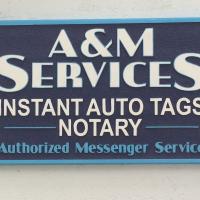 A&M
SERVICES
INSTANT AUTO TAGS
NOTARY
Authorized Messenger Service